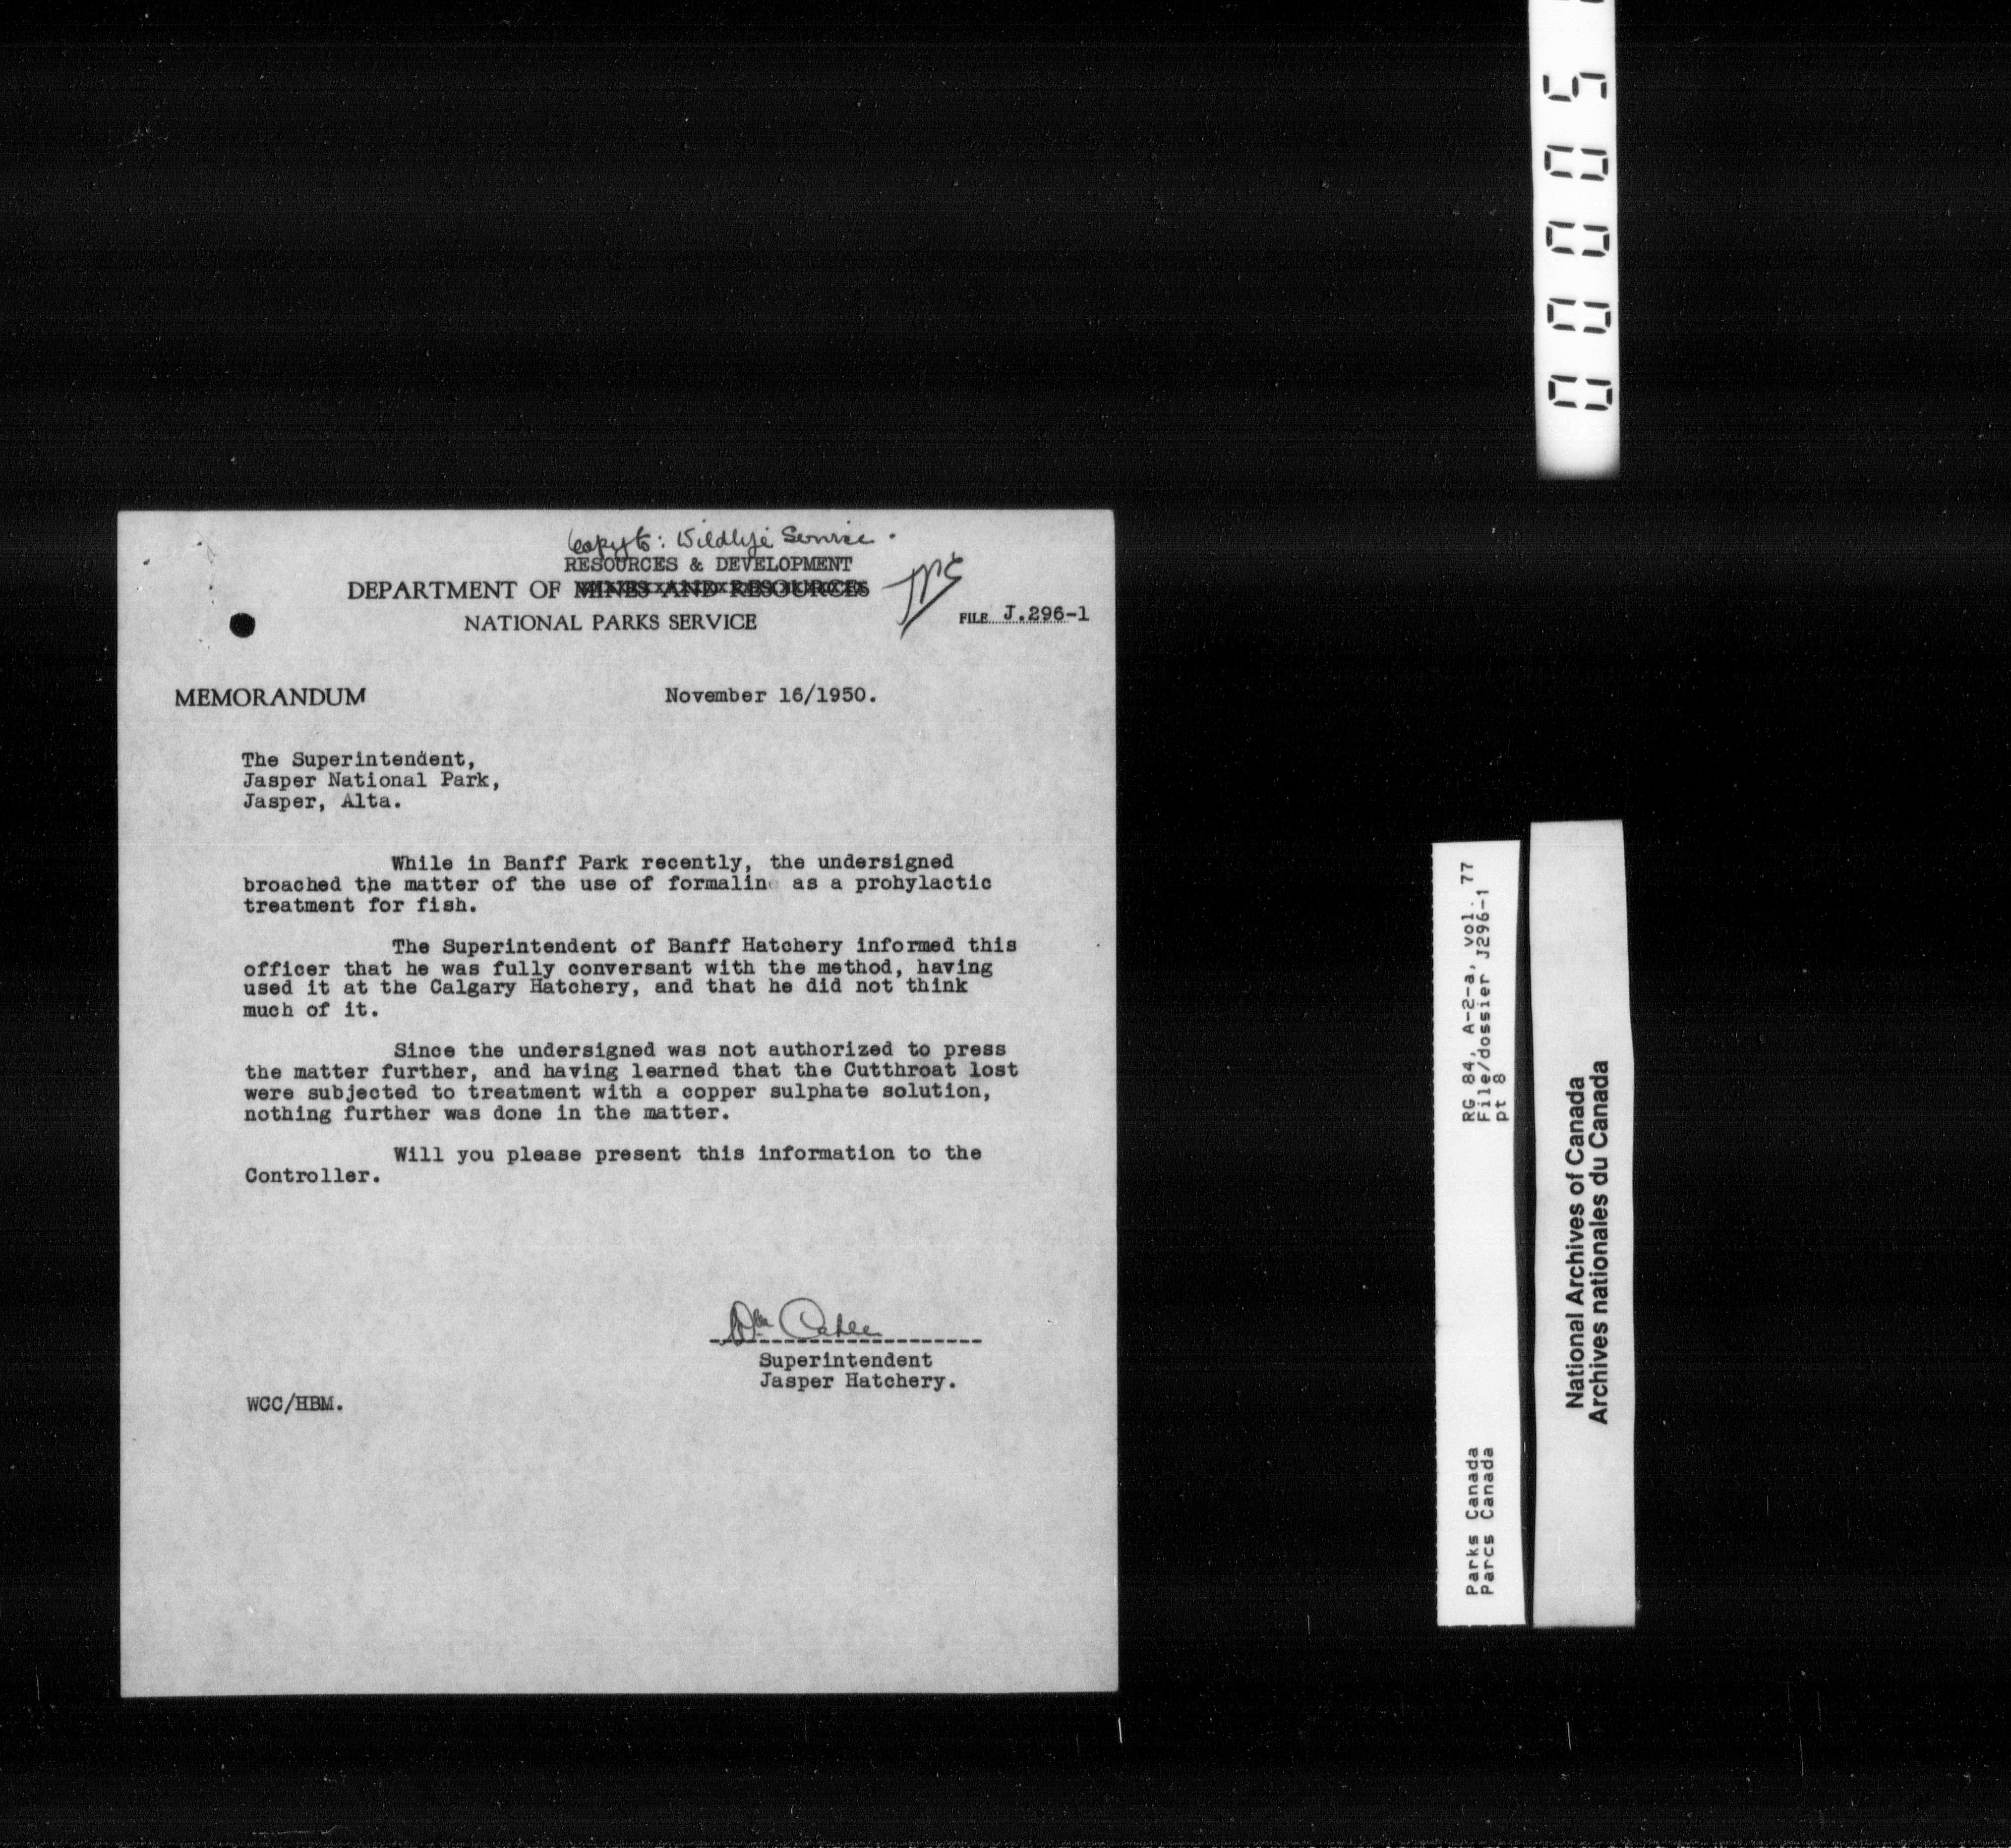 Copy to: Wildlife Service.
RESOURCES & DEVELOPMENT
DEPARTMENT OF MINES AND RESOURCES
NATIONAL PARKS SERVICE
FILE J.296-1
MEMORANDUM
November 16/1950.
The Superintendent,
Jasper National Park,
Jasper, Alta.
While in Banff Park recently, the undersigned
broached the matter of the use of formalin as a prohylactic
treatment for fish.
The Superintendent of Banff Hatchery informed this
officer that he was fully conversant with the method, having
used it at the Calgary Hatchery, and that he did not think
much of it.
Since the undersigned was not authorized to press
the matter further, and having learned that the Cutthroat lost
were subjected to treatment with a copper sulphate solution,
nothing further was done in the matter.
Will you please present this information to the
Controller.
Superintendent
Jasper Hatchery.
WCC/HBM.
00005
RG 84, A-2-a, vol. 77
File/dossier J296-1
pt 8
Parks Canada
Parcs Canada
National Archives of Canada
Archives nationales du Canada